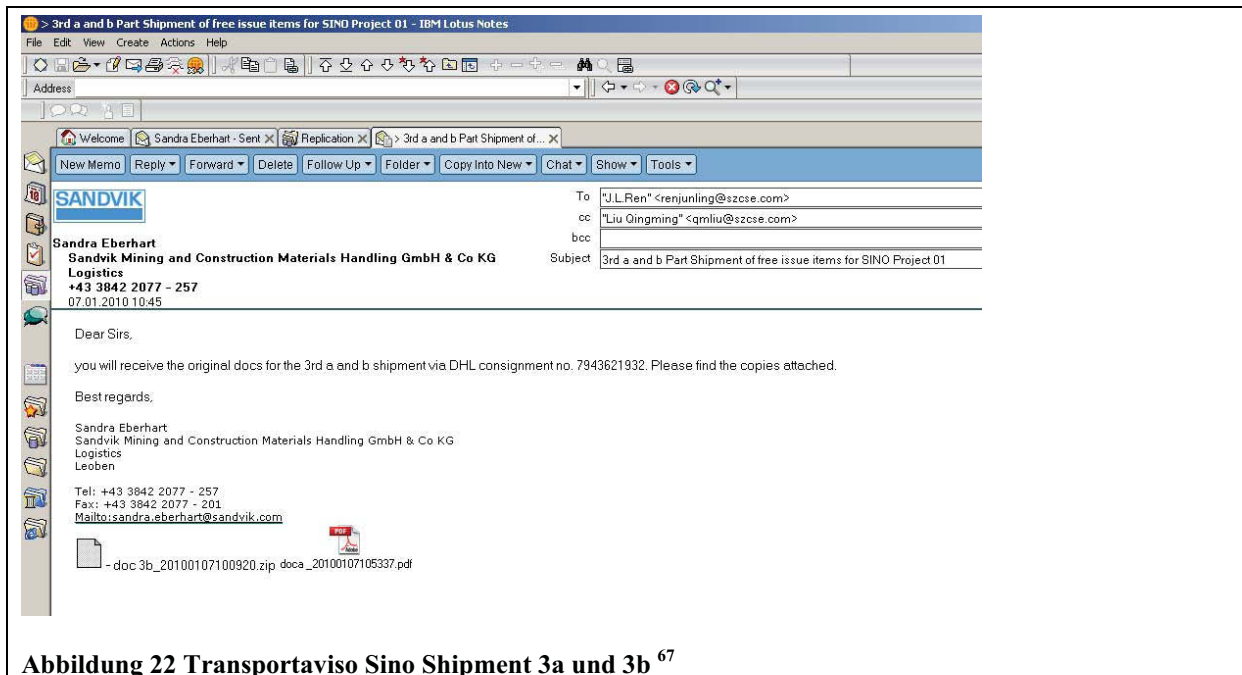 > 3rd a and b Part Shipment of free issue items for SINO Project 01 - IBM Lotus Notes
File Edit View Create Actions Help
Address
Welcome Sandra Eberhart - Sent Replication > 3rd a and b Part Shipment of...
New Memo Reply Forward Delete Follow Up Folder Copy Into New Chat Show Tools
SANDVIK
To "J.L.Ren" <renjunling@szcse.com>
cc "Liu Qingming" <qmliu@szcse.com>
bcc
Sandra Eberhart
Sandvik Mining and Construction Materials Handling GmbH & Co KG
Subject 3rd a and b Part Shipment of free issue items for SINO Project 01
Logistics
+43 3842 2077 - 257
07.01.2010 10:45
Dear Sirs,
you will receive the original docs for the 3rd a and b shipment via DHL consignment no. 7943621932. Please find the copies attached.
Best regards,
Sandra Eberhart
Sandvik Mining and Construction Materials Handling GmbH & Co KG
Logistics
Leoben
Tel: +43 3842 2077 - 257
Fax: +43 3842 2077 - 201
Mailto:sandra.eberhart@sandvik.com
PDF
Adobe
- doc 3b_20100107100920.zip doca_20100107105337.pdf
Abbildung 22 Transportaviso Sino Shipment 3a und 3b 67